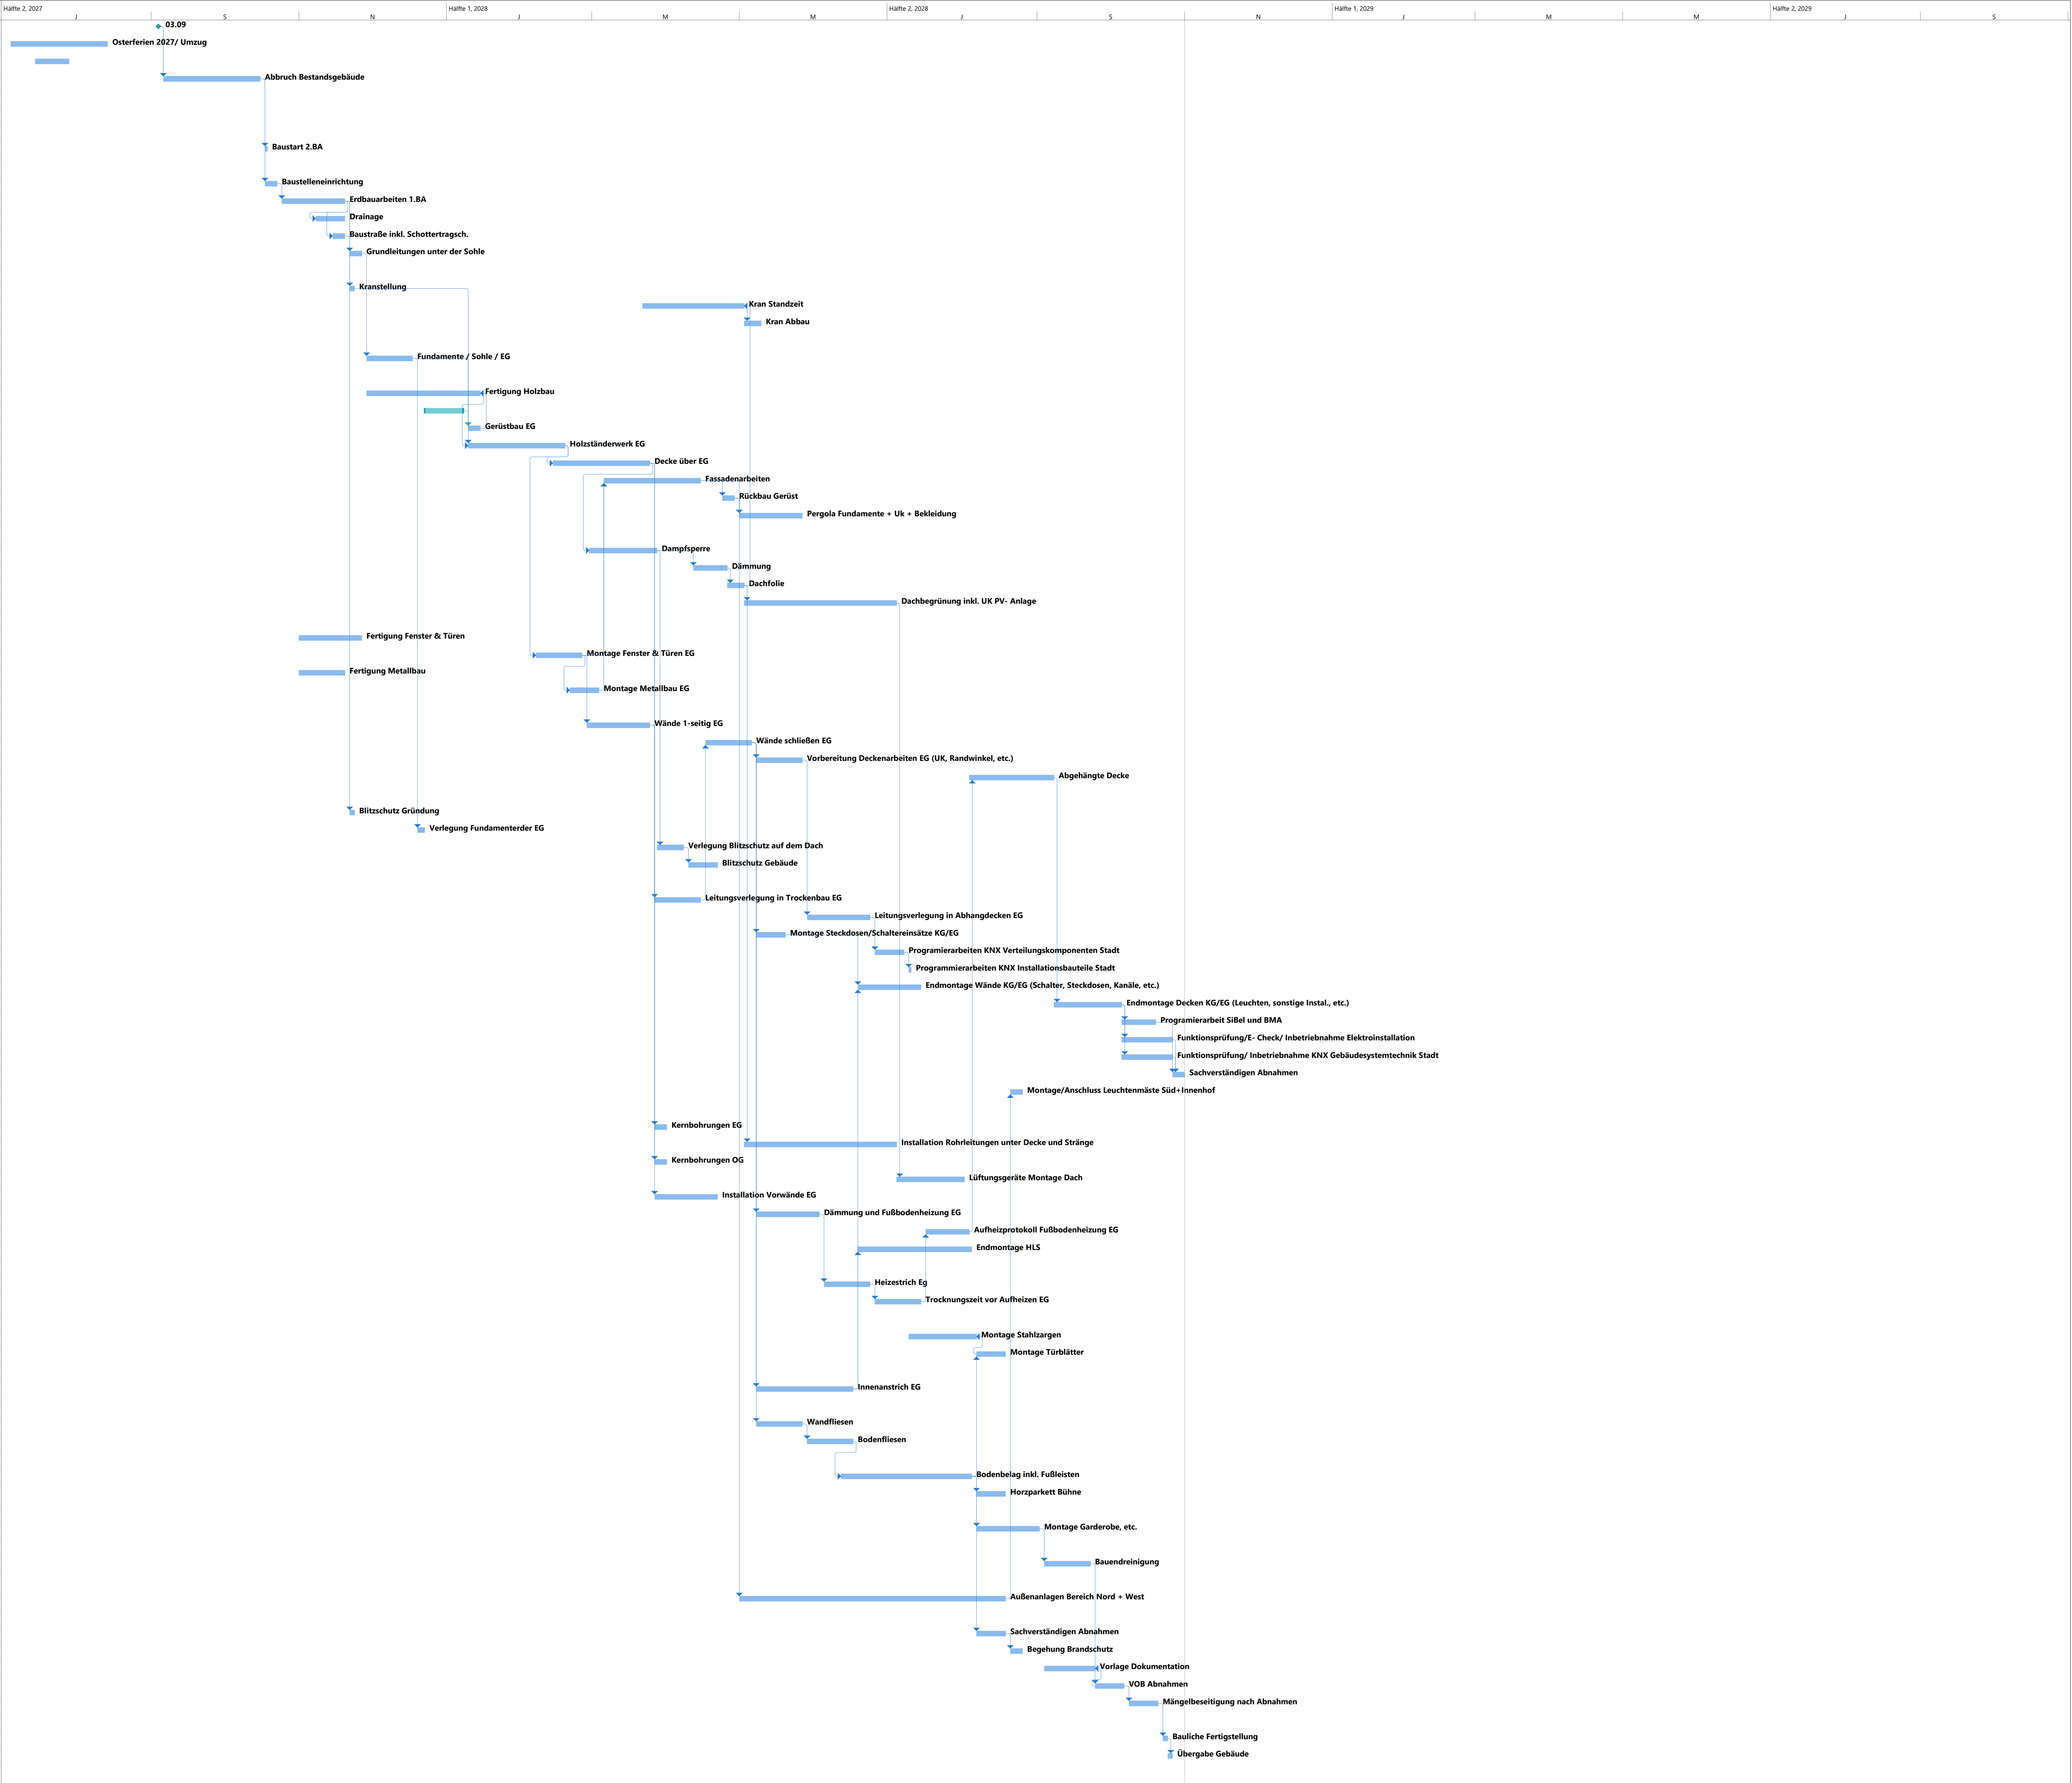 Hälfte 2, 2027 Hälfte 1, 2028 Hälfte 2, 2028 Hälfte 1, 2029 Hälfte 2, 2029
J S N J M M J S N J M M J S
03.09
Osterferien 2027/ Umzug
Abbruch Bestandsgebäude
Baustart 2.BA
Baustelleneinrichtung
Erdbauarbeiten 1.BA
Drainage
Baustraße inkl. Schottertragsch.
Grundleitungen unter der Sohle
Kranstellung
Kran Standzeit
Kran Abbau
Fundamente / Sohle / EG
Fertigung Holzbau
Gerüstbau EG
Holzständerwerk EG
Decke über EG
Fassadenarbeiten
Rückbau Gerüst
Pergola Fundamente + Uk + Bekleidung
Dampfsperre
Dämmung
Dachfolie
Dachbegrünung inkl. UK PV- Anlage
Fertigung Fenster & Türen
Montage Fenster & Türen EG
Fertigung Metallbau
Montage Metallbau EG
Wände 1-seitig EG
Wände schließen EG
Vorbereitung Deckenarbeiten EG (UK, Randwinkel, etc.)
Abgehängte Decke
Blitzschutz Gründung
Verlegung Fundamenterder EG
Verlegung Blitzschutz auf dem Dach
Blitzschutz Gebäude
Leitungsverlegung in Trockenbau EG
Leitungsverlegung in Abhangdecken EG
Montage Steckdosen/Schaltereinsätze KG/EG
Programierarbeiten KNX Verteilungskomponenten Stadt
Programmierarbeiten KNX Installationsbauteile Stadt
Endmontage Wände KG/EG (Schalter, Steckdosen, Kanäle, etc.)
Endmontage Decken KG/EG (Leuchten, sonstige Instal., etc.)
Programierarbeit SiBel und BMA
Funktionsprüfung/E- Check/ Inbetriebnahme Elektroinstallation
Funktionsprüfung/ Inbetriebnahme KNX Gebäudesystemtechnik Stadt
Sachverständigen Abnahmen
Montage/Anschluss Leuchtenmäste Süd+Innenhof
Kernbohrungen EG
Installation Rohrleitungen unter Decke und Stränge
Kernbohrungen OG
Lüftungsgeräte Montage Dach
Installation Vorwände EG
Dämmung und Fußbodenheizung EG
Aufheizprotokoll Fußbodenheizung EG
Endmontage HLS
Heizestrich Eg
Trocknungszeit vor Aufheizen EG
Montage Stahlzargen
Montage Türblätter
Innenanstrich EG
Wandfliesen
Bodenfliesen
Bodenbelag inkl. Fußleisten
Horzparkett Bühne
Montage Garderobe, etc.
Bauendreinigung
Außenanlagen Bereich Nord + West
Sachverständigen Abnahmen
Begehung Brandschutz
Vorlage Dokumentation
VOB Abnahmen
Mängelbeseitigung nach Abnahmen
Bauliche Fertigstellung
Übergabe Gebäude